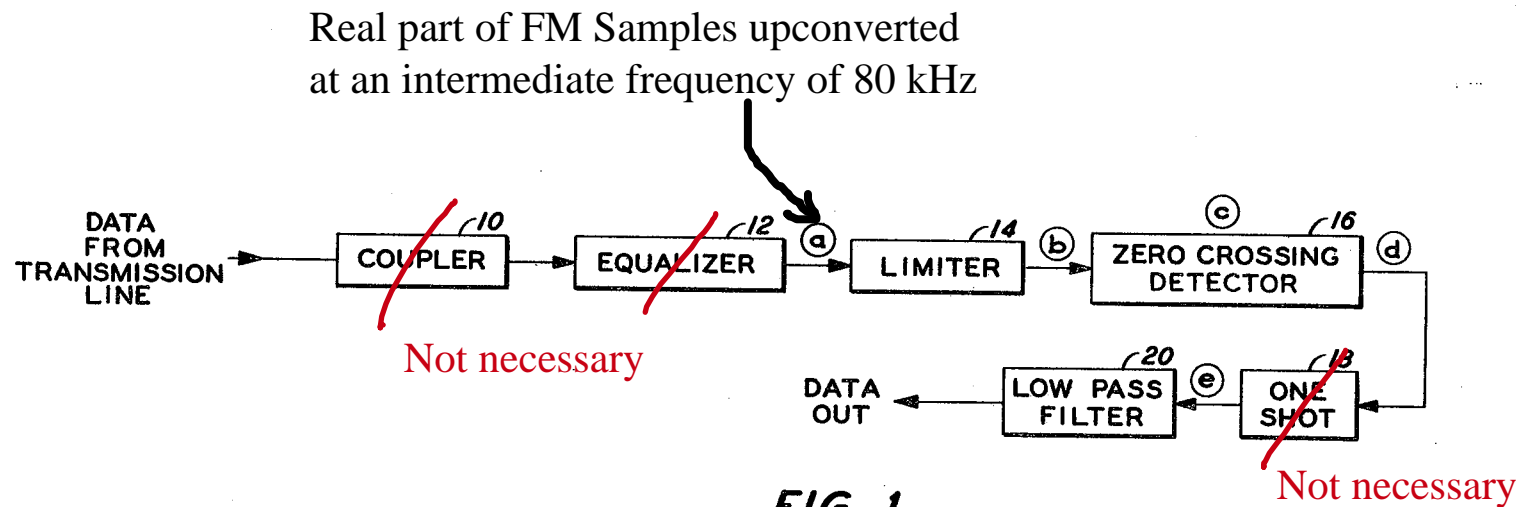 Real part of FM Samples upconverted
at an intermediate frequency of 80 kHz
DATA
FROM
TRANSMISSION
LINE
10
COUPLER
12
EQUALIZER
a
14
LIMITER
b
c
16
ZERO CROSSING
DETECTOR
d
Not necessary
18
ONE
SHOT
e
20
LOW PASS
FILTER
DATA
OUT
Not necessary
FIG. 1